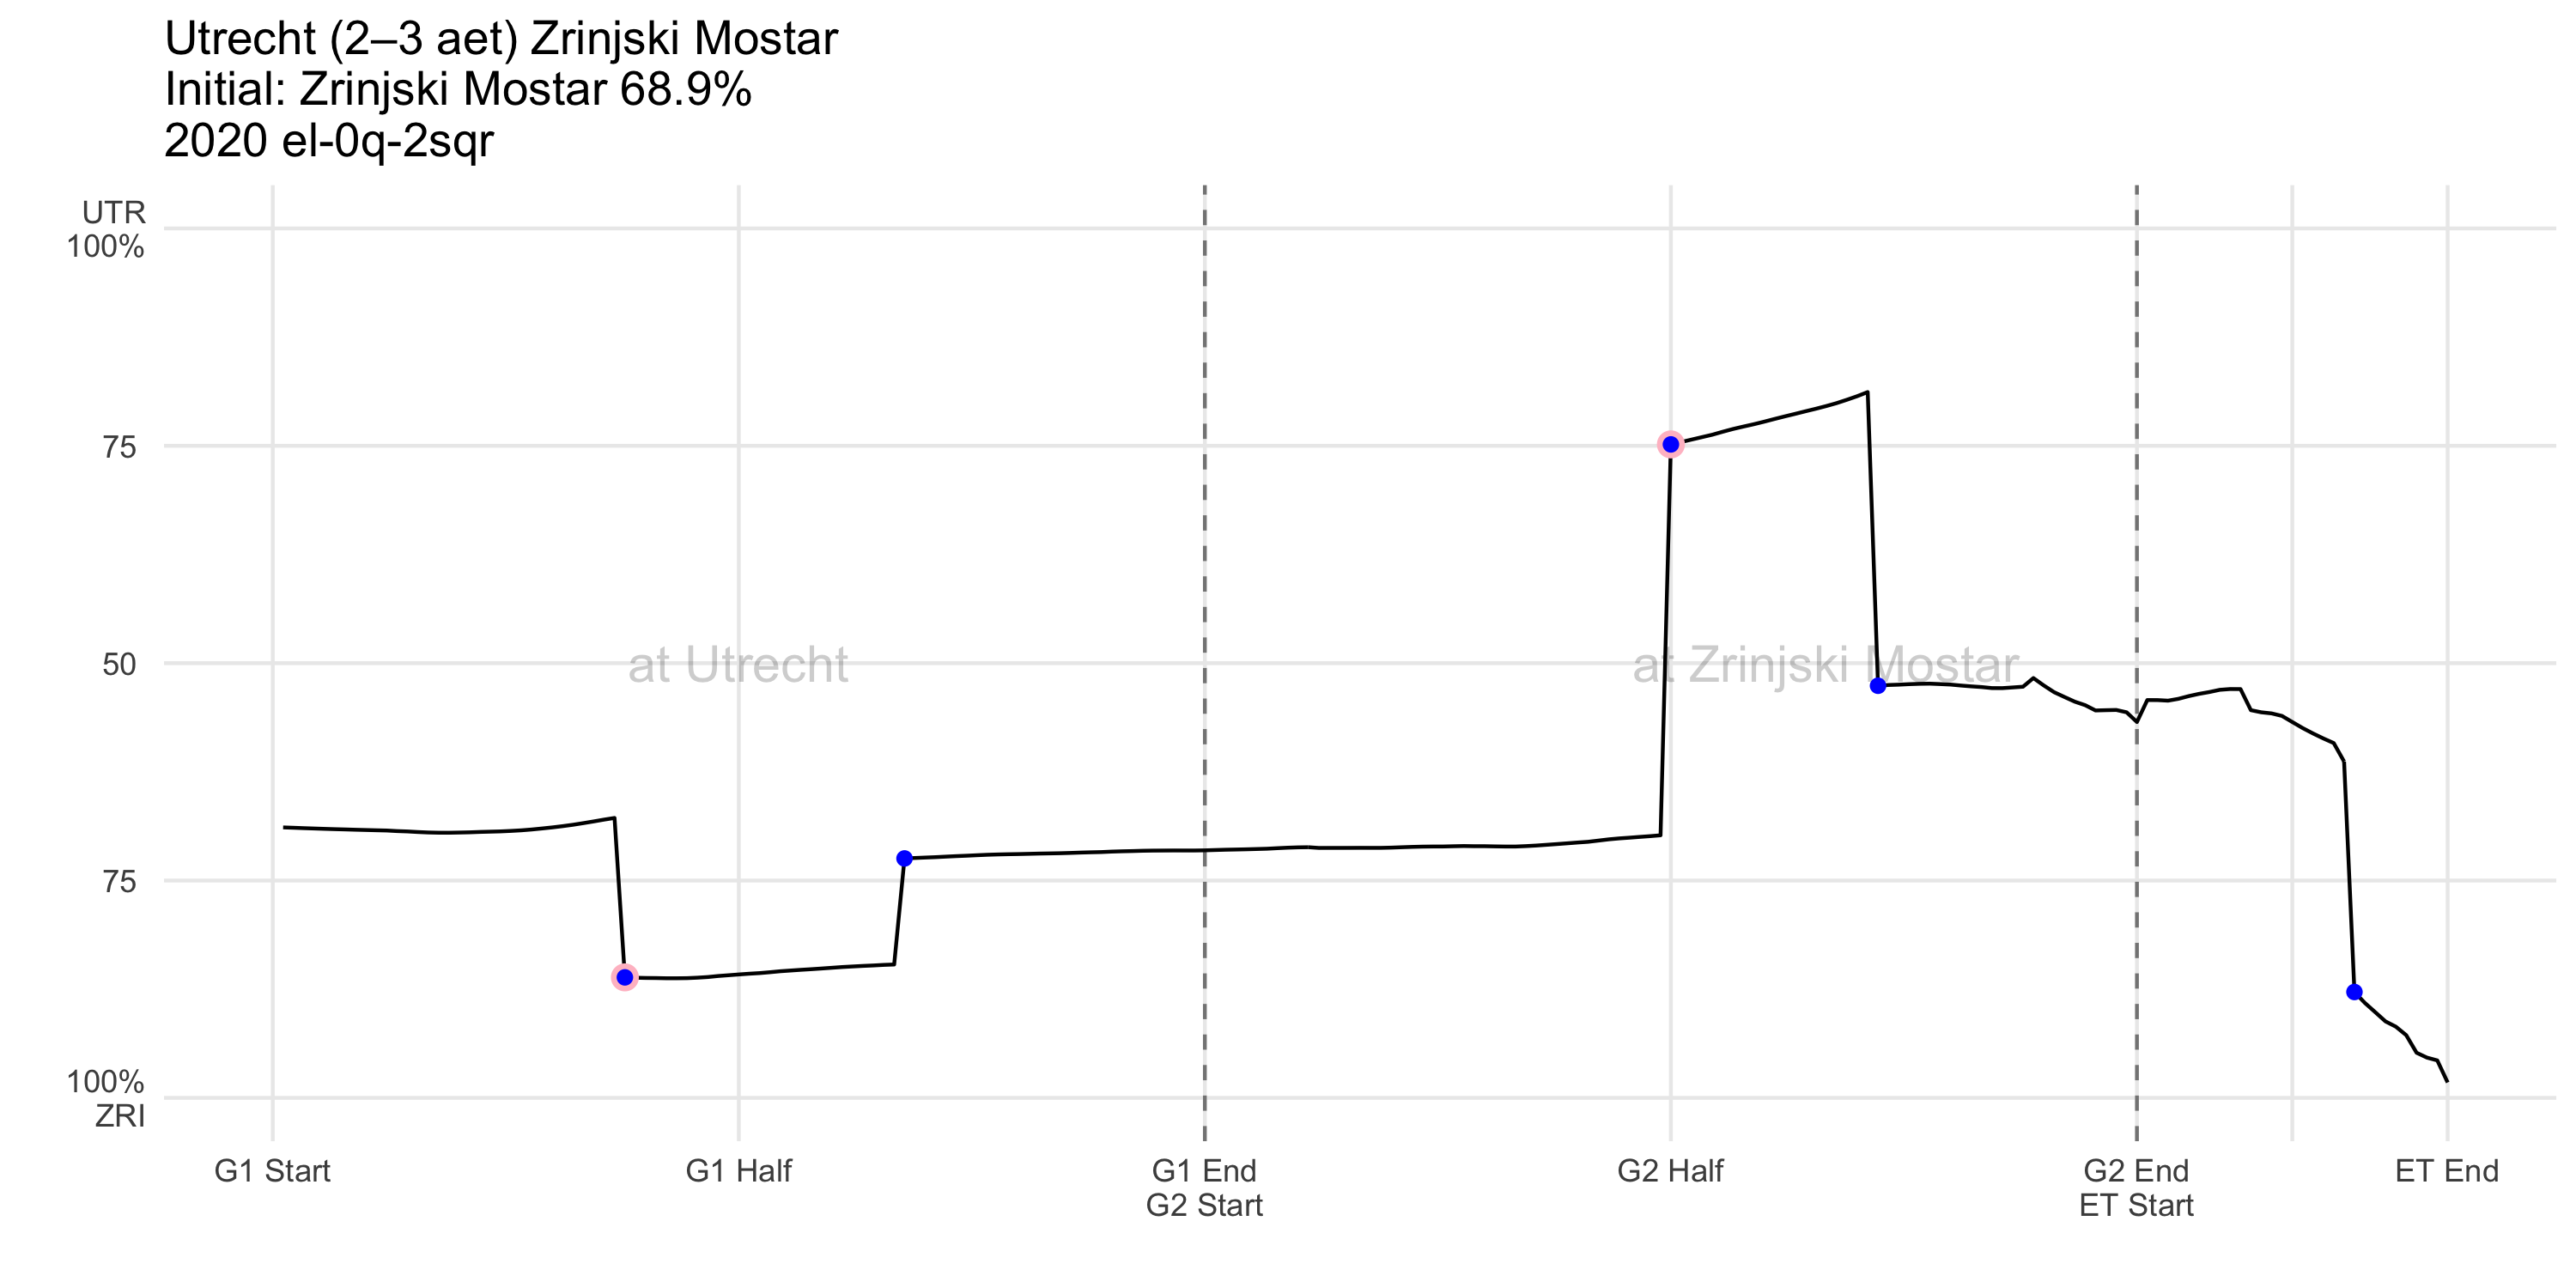 Utrecht (2–3 aet) Zrinjski Mostar
Initial: Zrinjski Mostar 68.9%
2020 el-0q-2sqr
UTR
100%
75
50
75
100%
ZRI
at Utrecht
at Zrinjski Mostar
G1 Start
G1 Half
G1 End
G2 Start
G2 Half
G2 End
ET Start
ET End